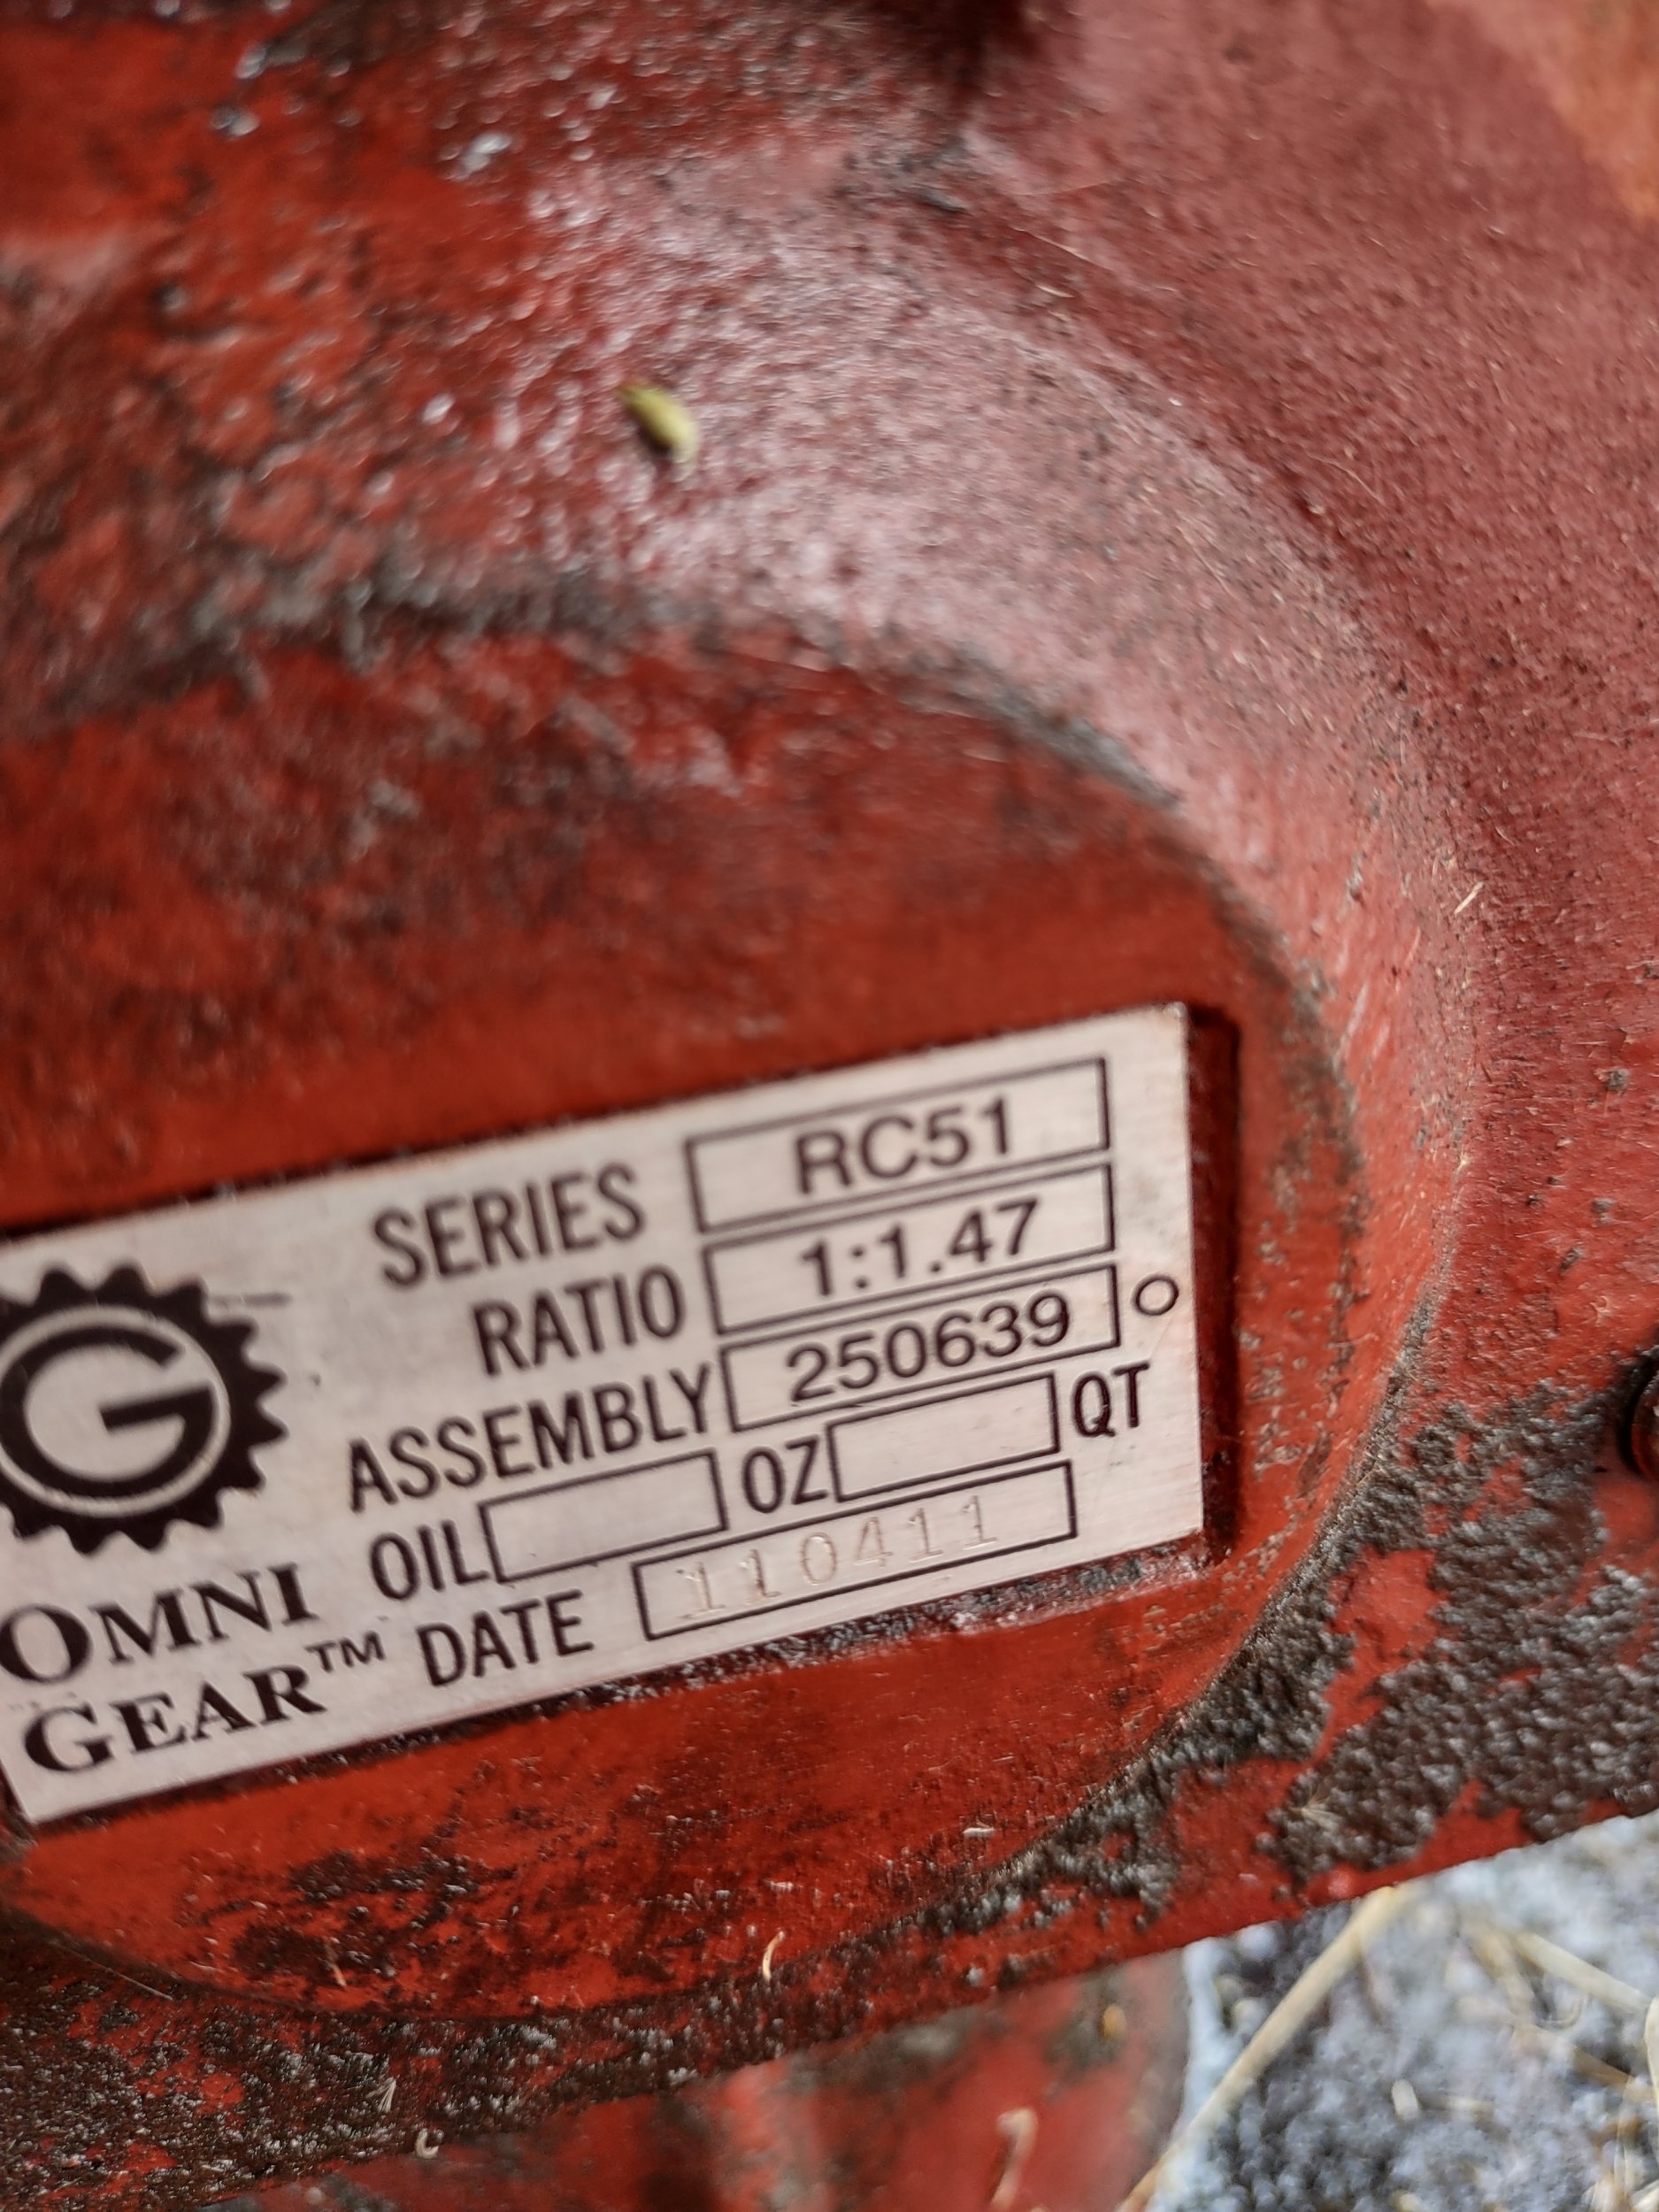 SERIES RC51
RATIO 1:1.47
ASSEMBLY 250639
OIL OZ QT
DATE 110411
G
OMNI
GEAR™